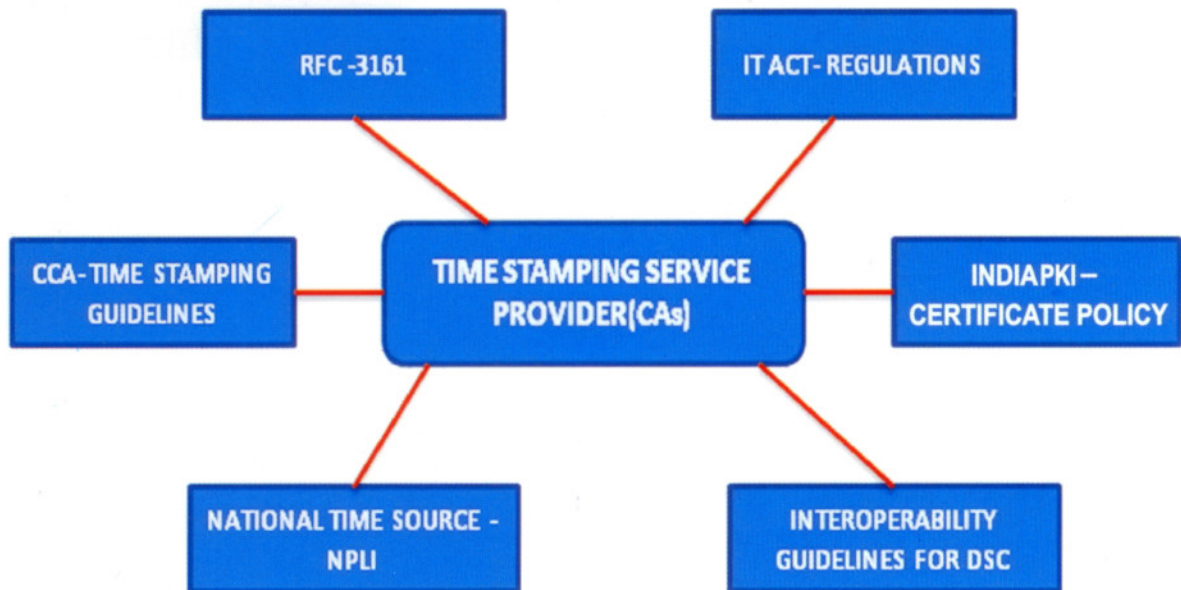 RFC -3161
IT ACT- REGULATIONS
CCA-TIME STAMPING
GUIDELINES
TIME STAMPING SERVICE
PROVIDER(CAs)
INDIAPKI –
CERTIFICATE POLICY
NATIONAL TIME SOURCE -
NPLI
INTEROPERABILITY
GUIDELINES FOR DSC